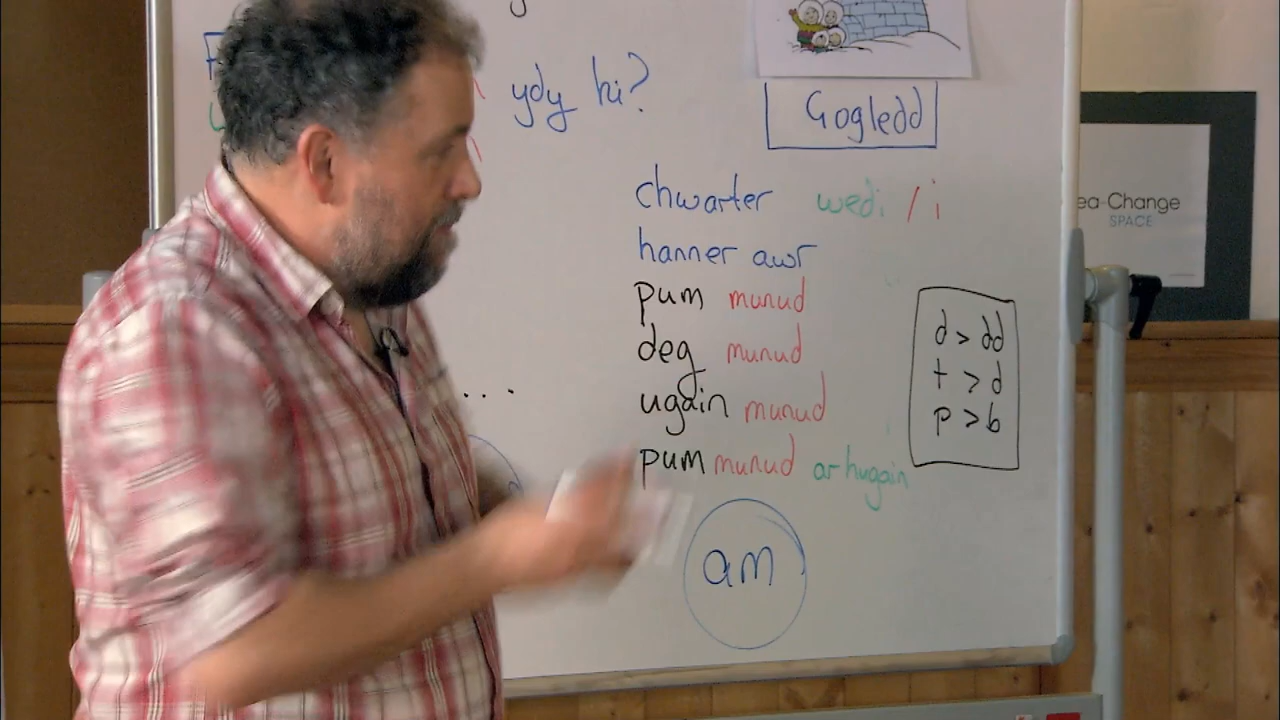 ydy hi?
Gogledd
chwarter wedi / i
hanner awr
pum munud
deg munud
ugain munud
pum munud ar hugain
d > dd
t > d
p > b
...
am
ea Change
SPACE